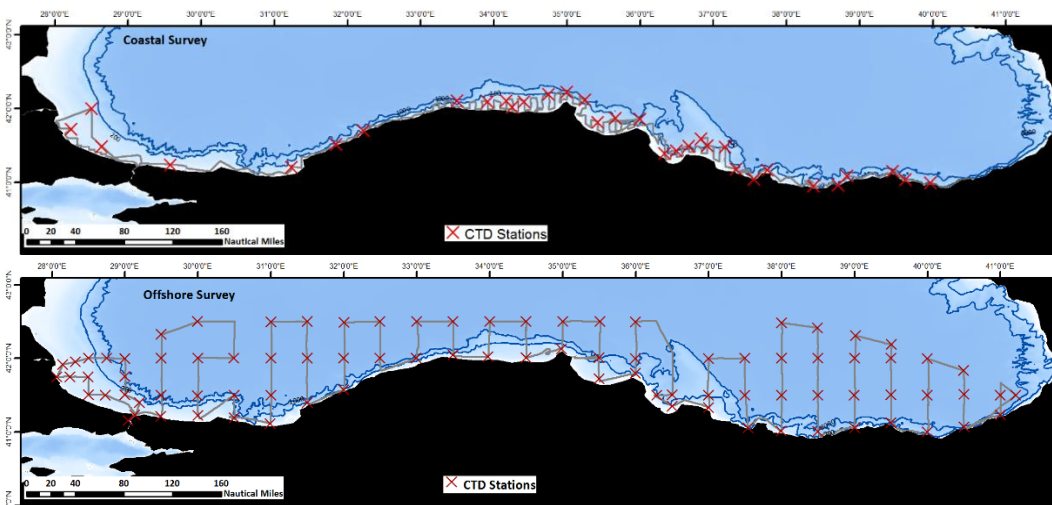 28°0'0"E 29°0'0"E 30°0'0"E 31°0'0"E 32°0'0"E 33°0'0"E 34°0'0"E 35°0'0"E 36°0'0"E 37°0'0"E 38°0'0"E 39°0'0"E 40°0'0"E 41°0'0"E
Coastal Survey
43°0'0"N
42°0'0"N
41°0'0"N
0 40 80 120 160
Nautical Miles
CTD Stations
28°0'0"E 29°0'0"E 30°0'0"E 31°0'0"E 32°0'0"E 33°0'0"E 34°0'0"E 35°0'0"E 36°0'0"E 37°0'0"E 38°0'0"E 39°0'0"E 40°0'0"E 41°0'0"E
Offshore Survey
42°0'0"N
41°0'0"N
0 20 40 80 120 160
Nautical Miles
CTD Stations